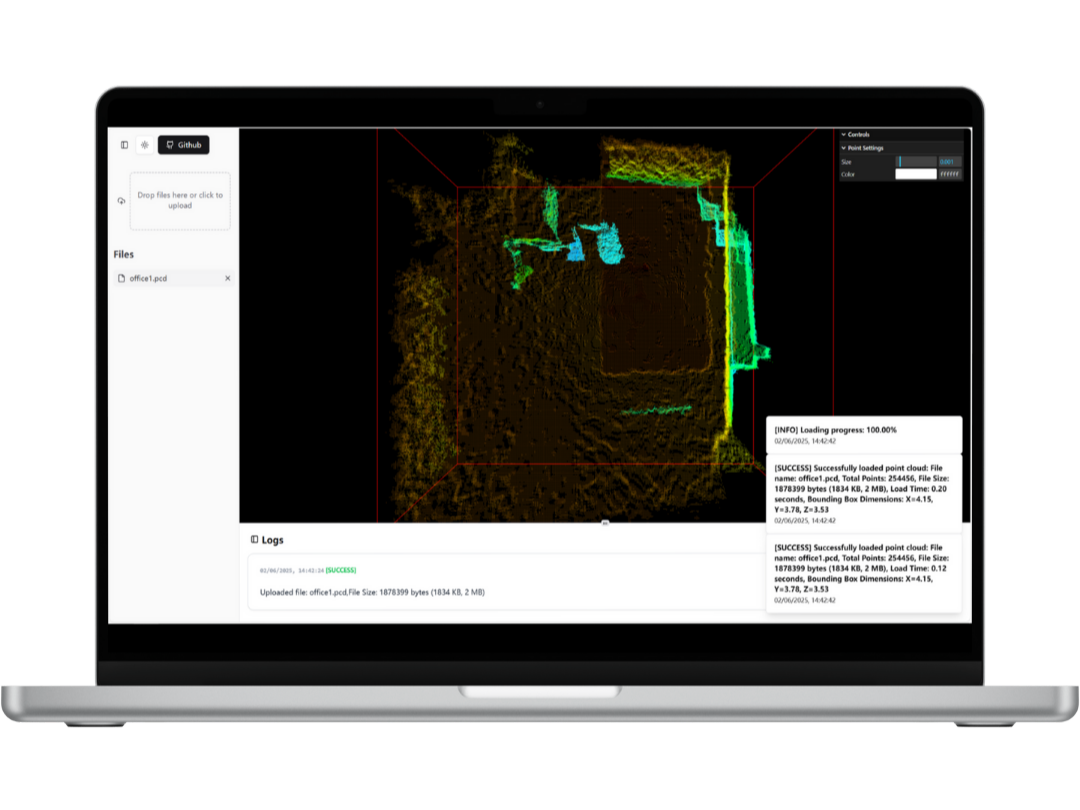 Github
Drop files here or click to
upload
Files
office1.pcd
Controls
Point Settings
Size
0.001
Color
ffffff
[INFO] Loading progress: 100.00%
02/06/2025, 14:42:42
[SUCCESS] Successfully loaded point cloud: File
name: office1.pcd, Total Points: 254456, File Size:
1878399 bytes (1834 KB, 2 MB), Load Time: 0.20
seconds, Bounding Box Dimensions: X=4.15,
Y=3.78, Z=3.53
02/06/2025, 14:42:42
[SUCCESS] Successfully loaded point cloud: File
name: office1.pcd, Total Points: 254456, File Size:
1878399 bytes (1834 KB, 2 MB), Load Time: 0.12
seconds, Bounding Box Dimensions: X=4.15,
Y=3.78, Z=3.53
02/06/2025, 14:42:42
Logs
02/06/2025, 14:42:34 [SUCCESS]
Uploaded file: office1.pcd,File Size: 1878399 bytes (1834 KB, 2 MB)